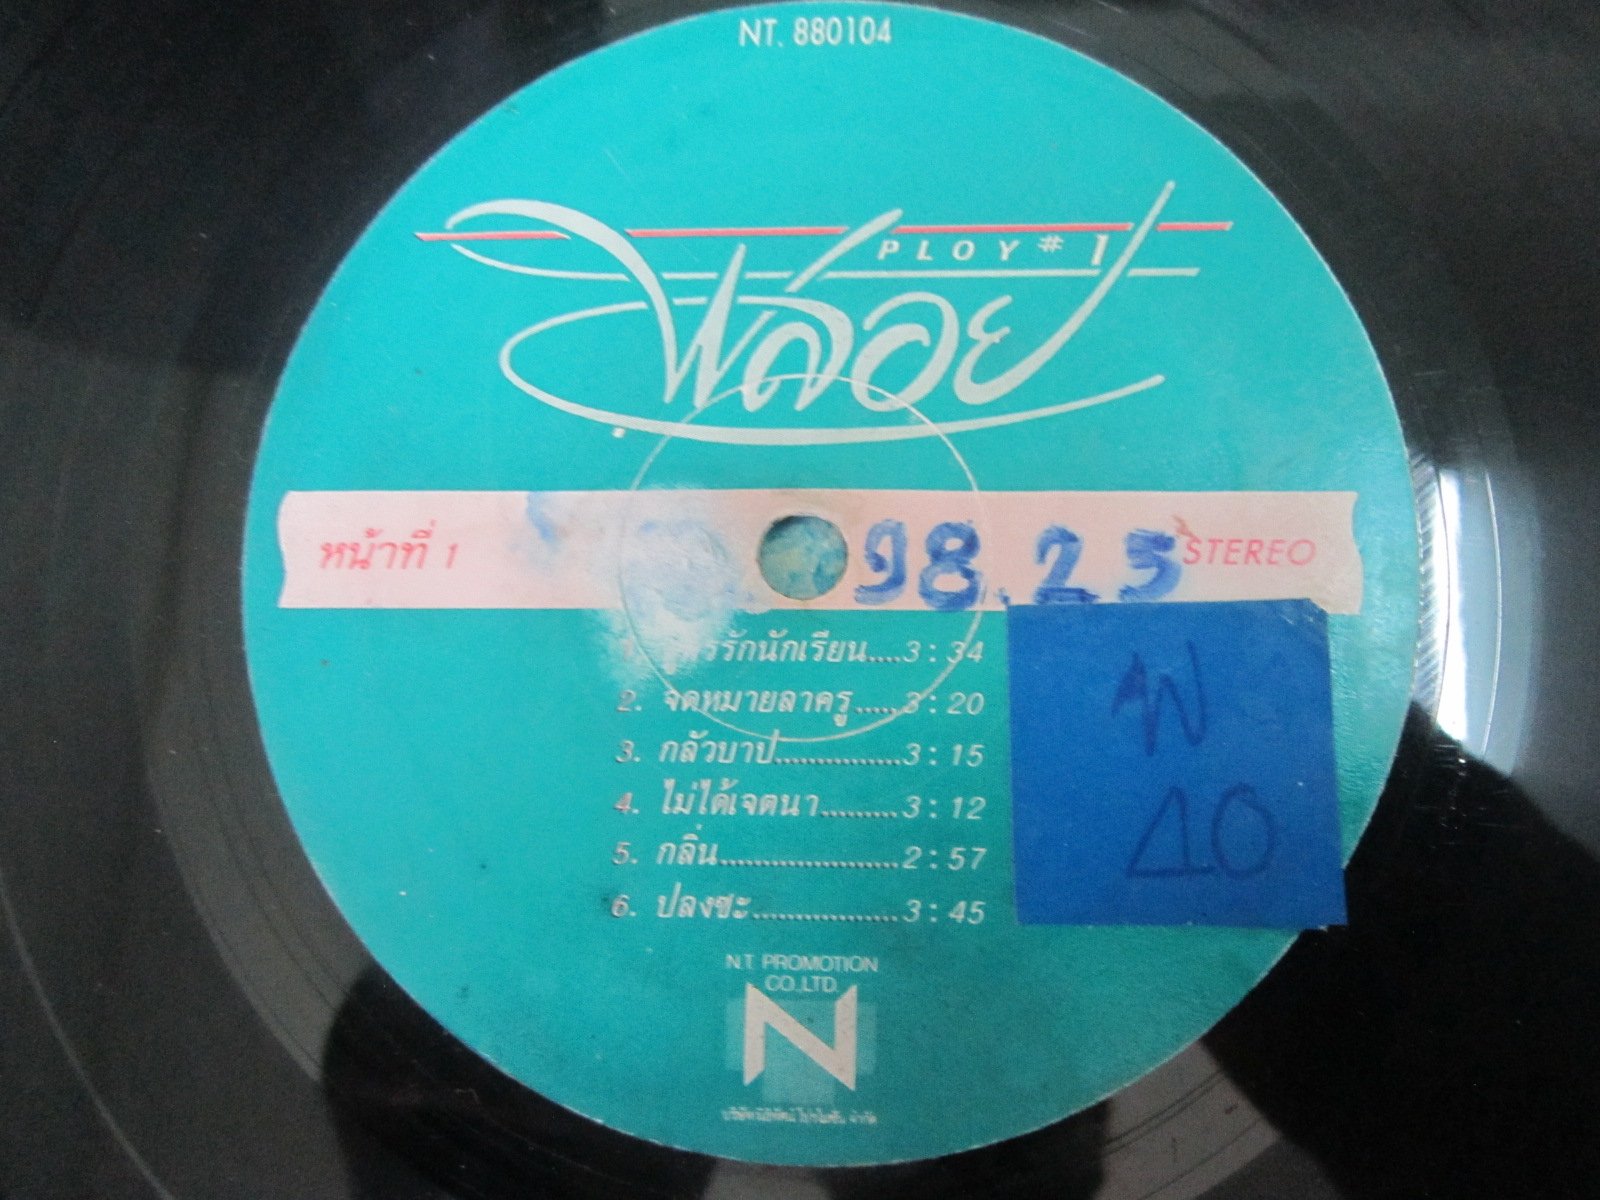 NT. 880104
PLOY # 1
พลอย
หน้าที่ 1
98.25
STEREO
รักนักเรียน....3 : 34
2. จดหมายลาครู.....3 : 20
3. กลัวบาป...............3 : 15
4. ไม่ได้เจตนา.........3 : 12
5. กลิ่น.....................2 : 57
6. ปลงซะ.................3 : 45
พ
10
N.T. PROMOTION
CO.,LTD.
N